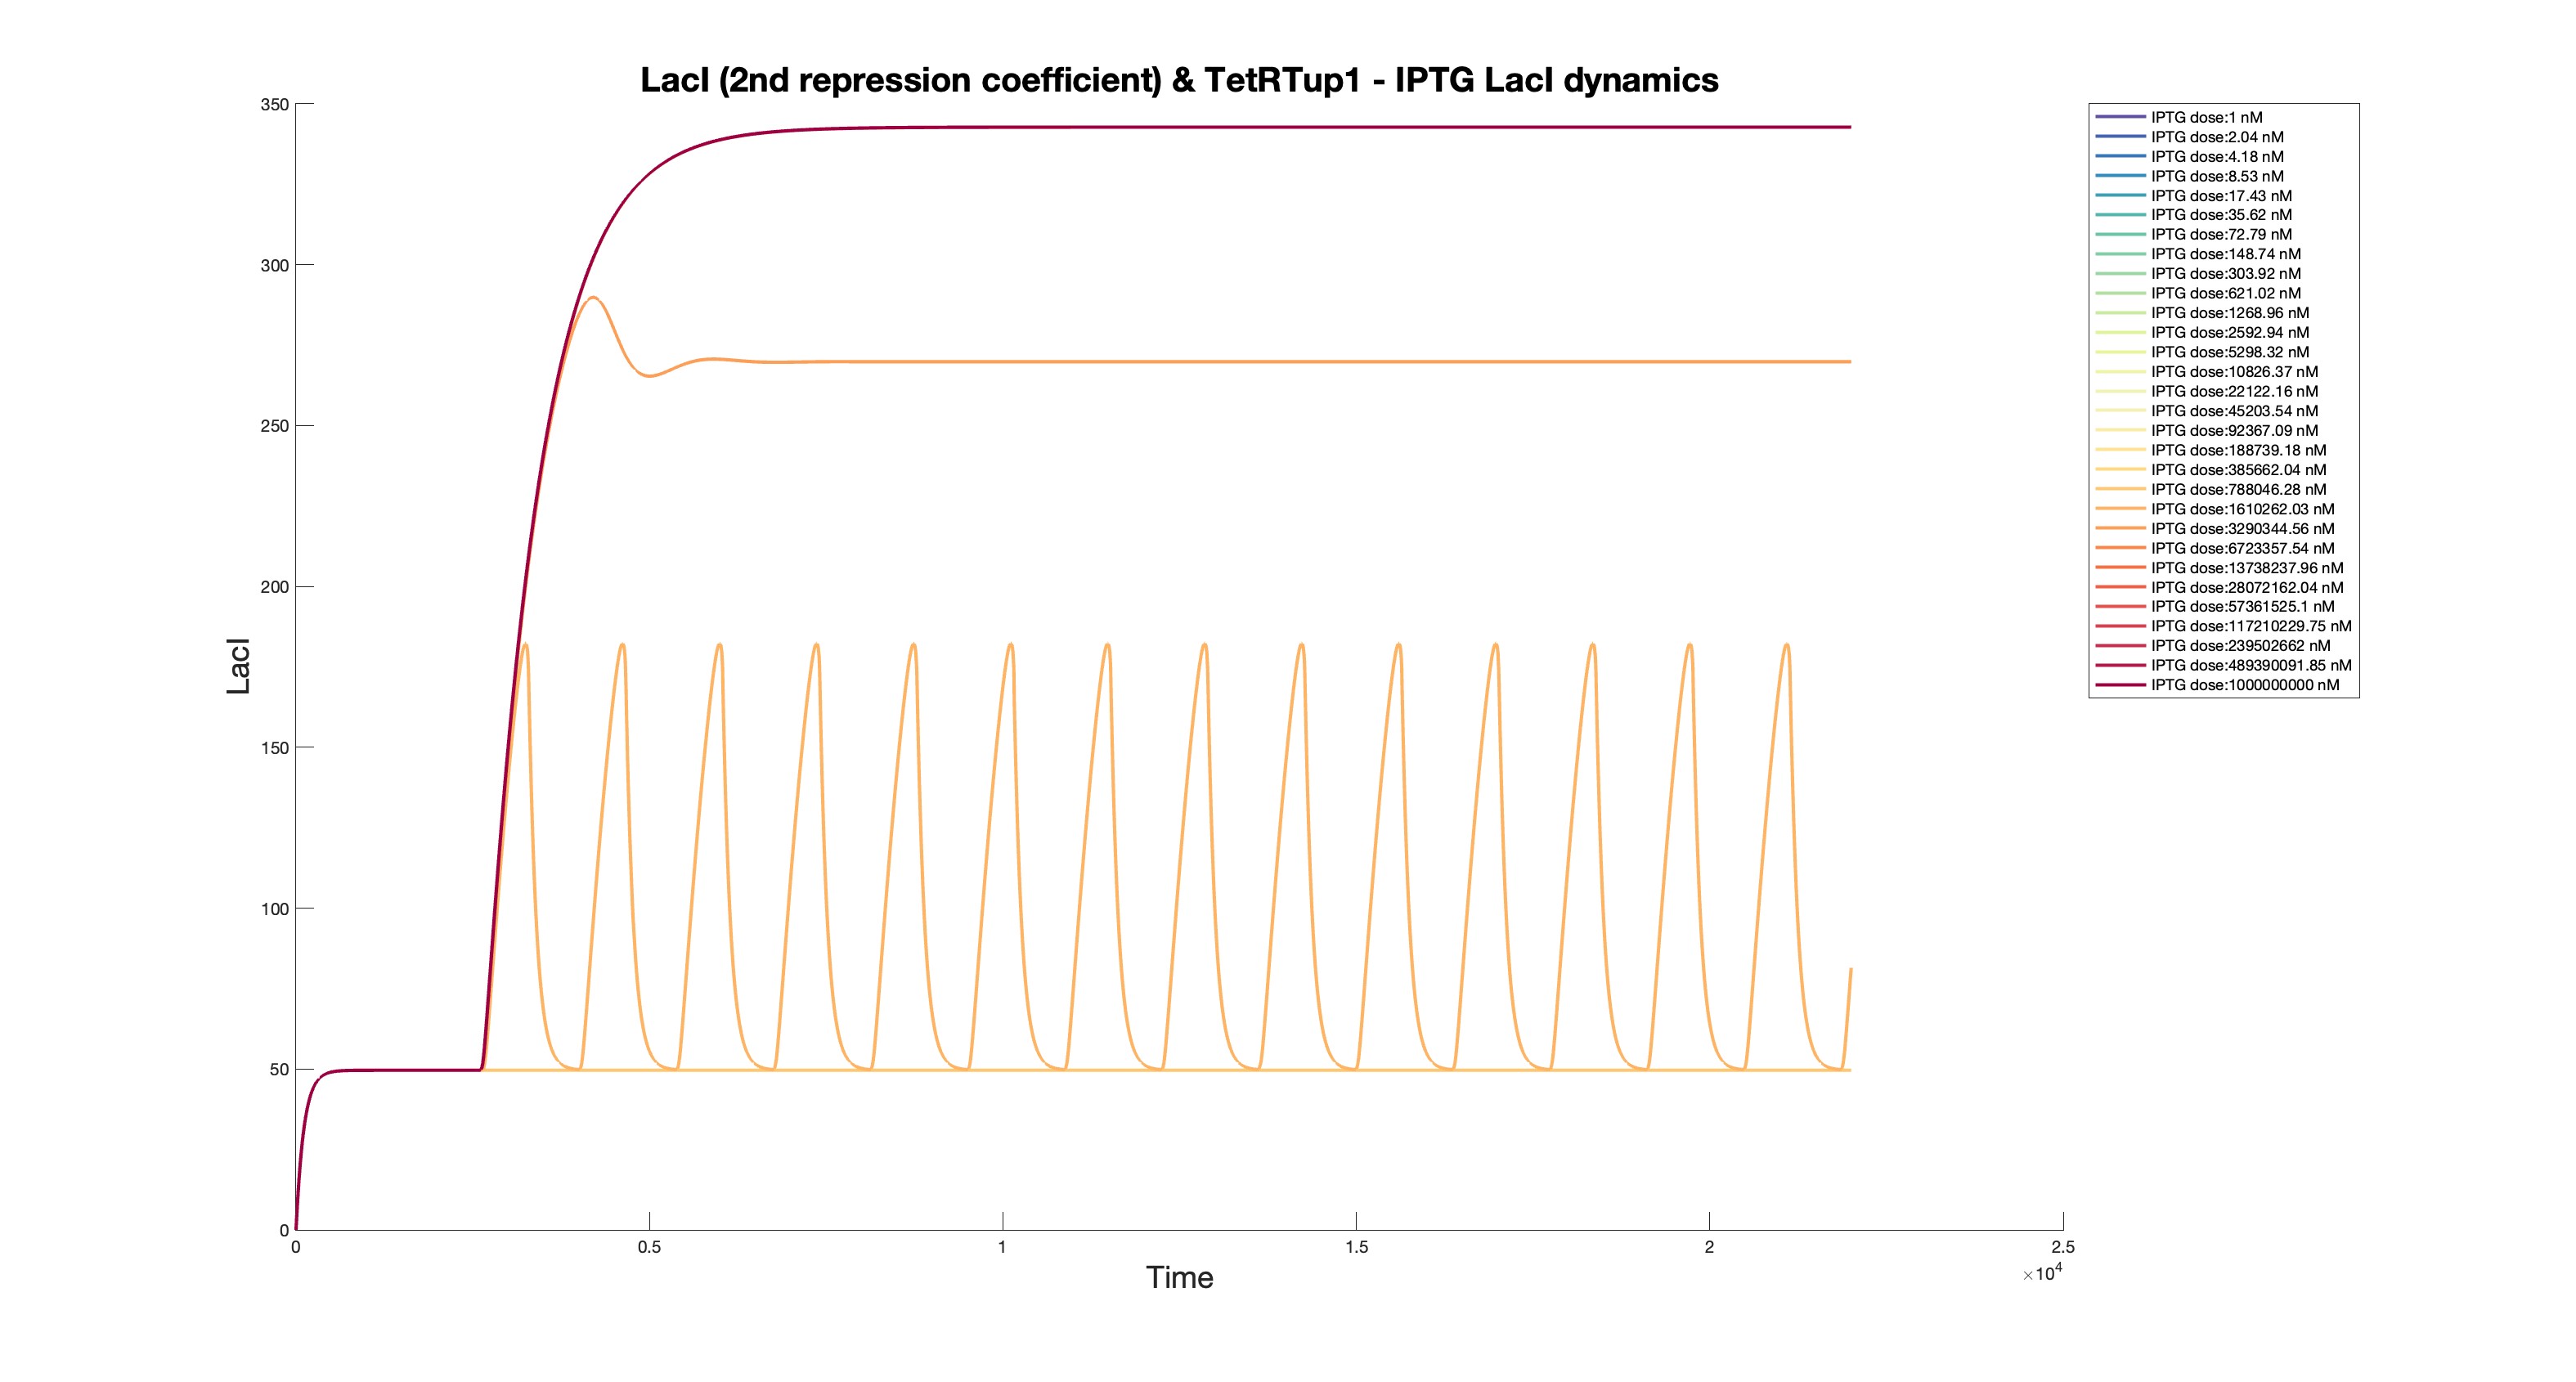 LacI (2nd repression coefficient) & TetRTup1 - IPTG LacI dynamics
350
300
250
200
150
100
50
0
LacI
0
0.5
1
1.5
2
2.5
×10⁴
Time
IPTG dose:1 nM
IPTG dose:2.04 nM
IPTG dose:4.18 nM
IPTG dose:8.53 nM
IPTG dose:17.43 nM
IPTG dose:35.62 nM
IPTG dose:72.79 nM
IPTG dose:148.74 nM
IPTG dose:303.92 nM
IPTG dose:621.02 nM
IPTG dose:1268.96 nM
IPTG dose:2592.94 nM
IPTG dose:5298.32 nM
IPTG dose:10826.37 nM
IPTG dose:22122.16 nM
IPTG dose:45203.54 nM
IPTG dose:92367.09 nM
IPTG dose:188739.18 nM
IPTG dose:385662.04 nM
IPTG dose:788046.28 nM
IPTG dose:1610262.03 nM
IPTG dose:3290344.56 nM
IPTG dose:6723357.54 nM
IPTG dose:13738237.96 nM
IPTG dose:28072162.04 nM
IPTG dose:57361525.1 nM
IPTG dose:117210229.75 nM
IPTG dose:239502662 nM
IPTG dose:489390091.85 nM
IPTG dose:1000000000 nM